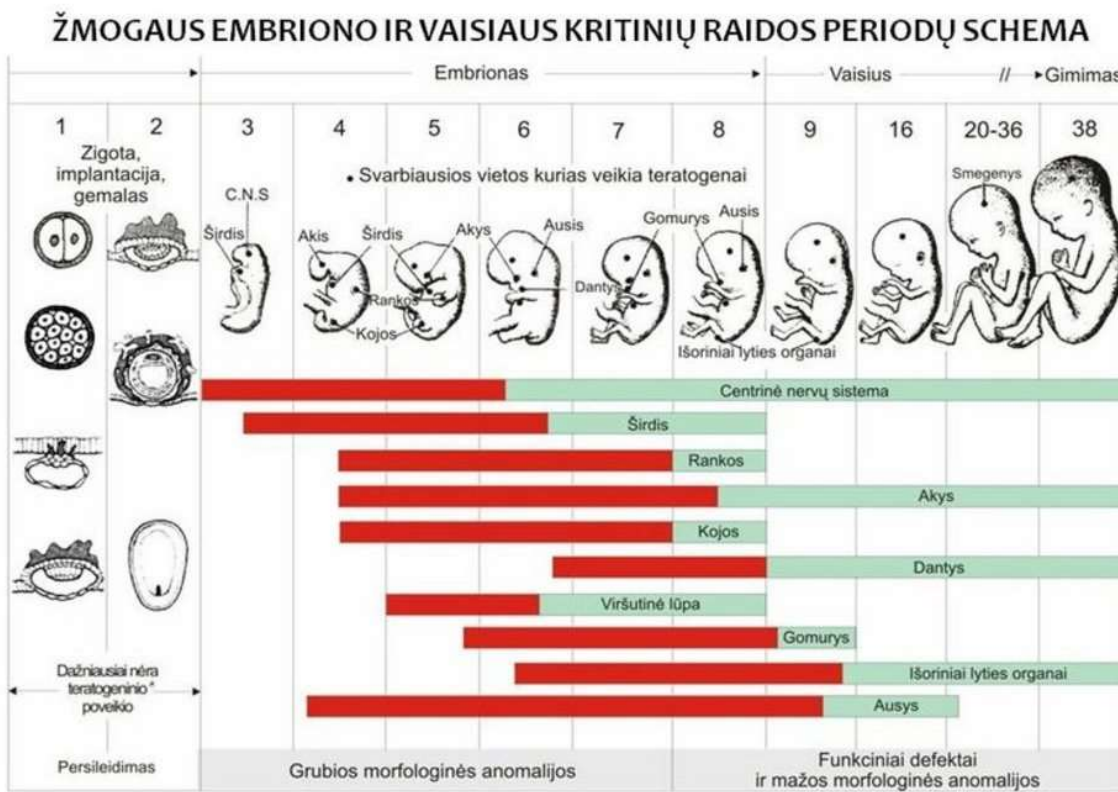 ŽMOGAUS EMBRIONO IR VAISIAUS KRITINIŲ RAIDOS PERIODŲ SCHEMA
Embrionas
Vaisius
//
Gimimas
1 2 3 4 5 6 7 8 9 16 20-36 38
Zigota,
implantacija,
gemalas
• Svarbiausios vietos kurias veikia teratogenai
C.N.S
Širdis
Akis
Širdis
Rankos
Kojos
Akys
Ausis
Dantys
Gomurys
Ausis
Išoriniai lyties organai
Smegenys
Centrinė nervų sistema
Širdis
Rankos
Akys
Kojos
Dantys
Viršutinė lūpa
Gomurys
Išoriniai lyties organai
Ausys
Dažniausiai nėra
teratogeninio
poveikio
Persileidimas
Grubios morfologinės anomalijos
Funkciniai defektai
ir mažos morfologinės anomalijos